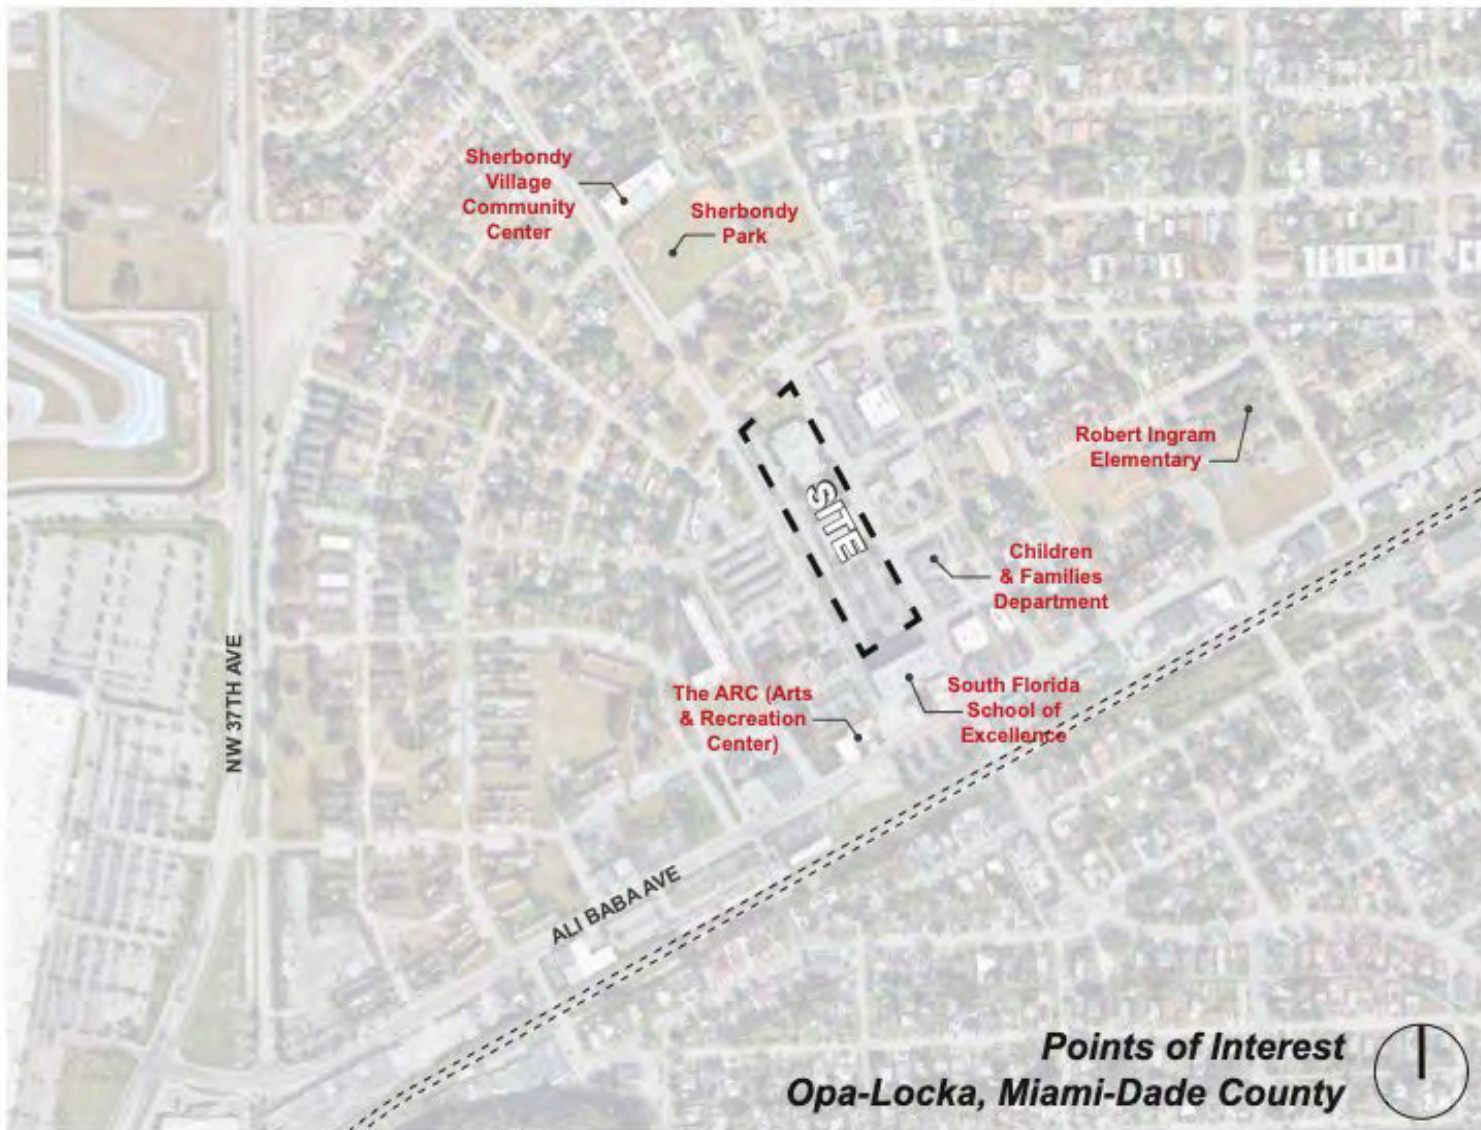 Sherbondy
Village
Community
Center
Sherbondy
Park
SITE
Robert Ingram
Elementary
Children
& Families
Department
South Florida
School of
Excellence
The ARC (Arts
& Recreation
Center)
NW 37TH AVE
ALI BABA AVE
Points of Interest
Opa-Locka, Miami-Dade County